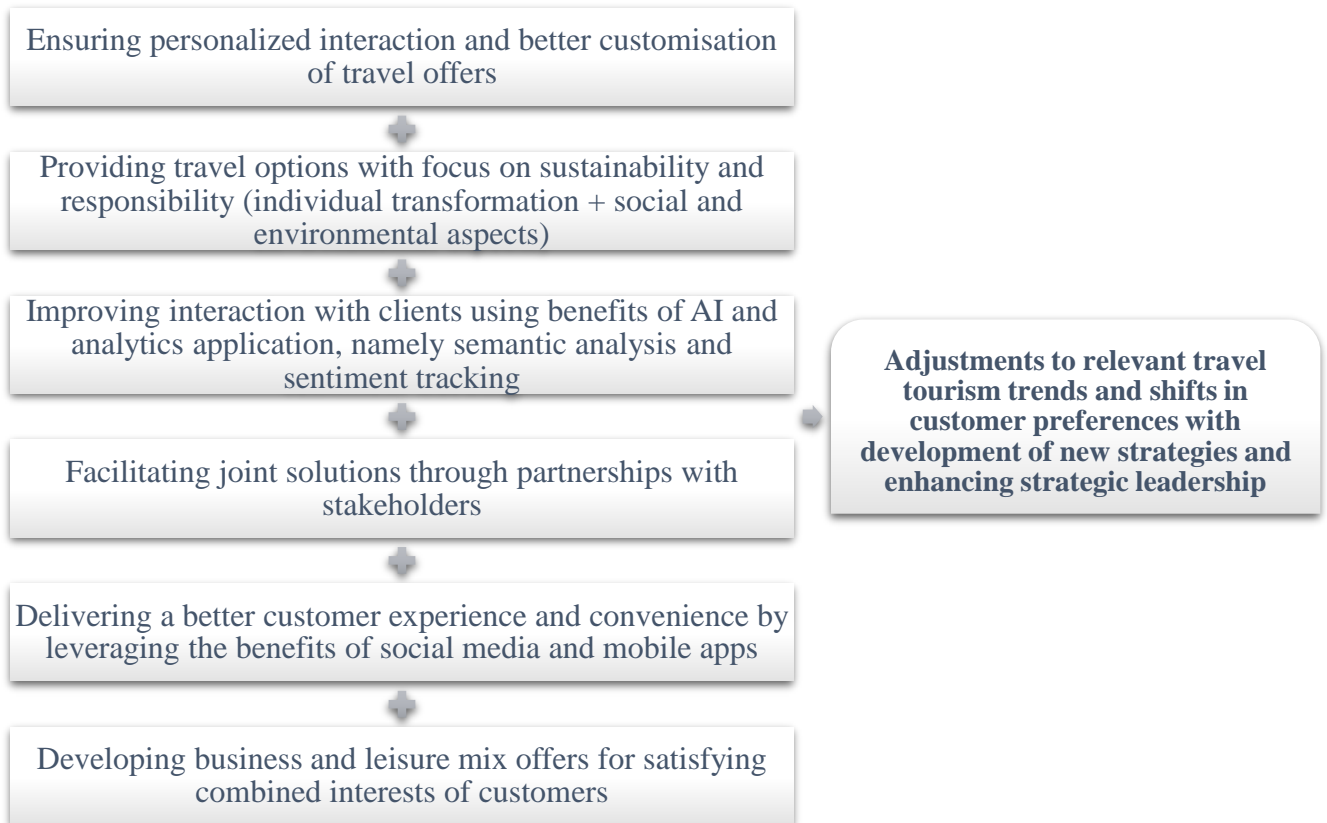 Ensuring personalized interaction and better customisation
of travel offers
Providing travel options with focus on sustainability and
responsibility (individual transformation + social and
environmental aspects)
Improving interaction with clients using benefits of AI and
analytics application, namely semantic analysis and
sentiment tracking
Facilitating joint solutions through partnerships with
stakeholders
Delivering a better customer experience and convenience by
leveraging the benefits of social media and mobile apps
Developing business and leisure mix offers for satisfying
combined interests of customers
Adjustments to relevant travel
tourism trends and shifts in
customer preferences with
development of new strategies and
enhancing strategic leadership